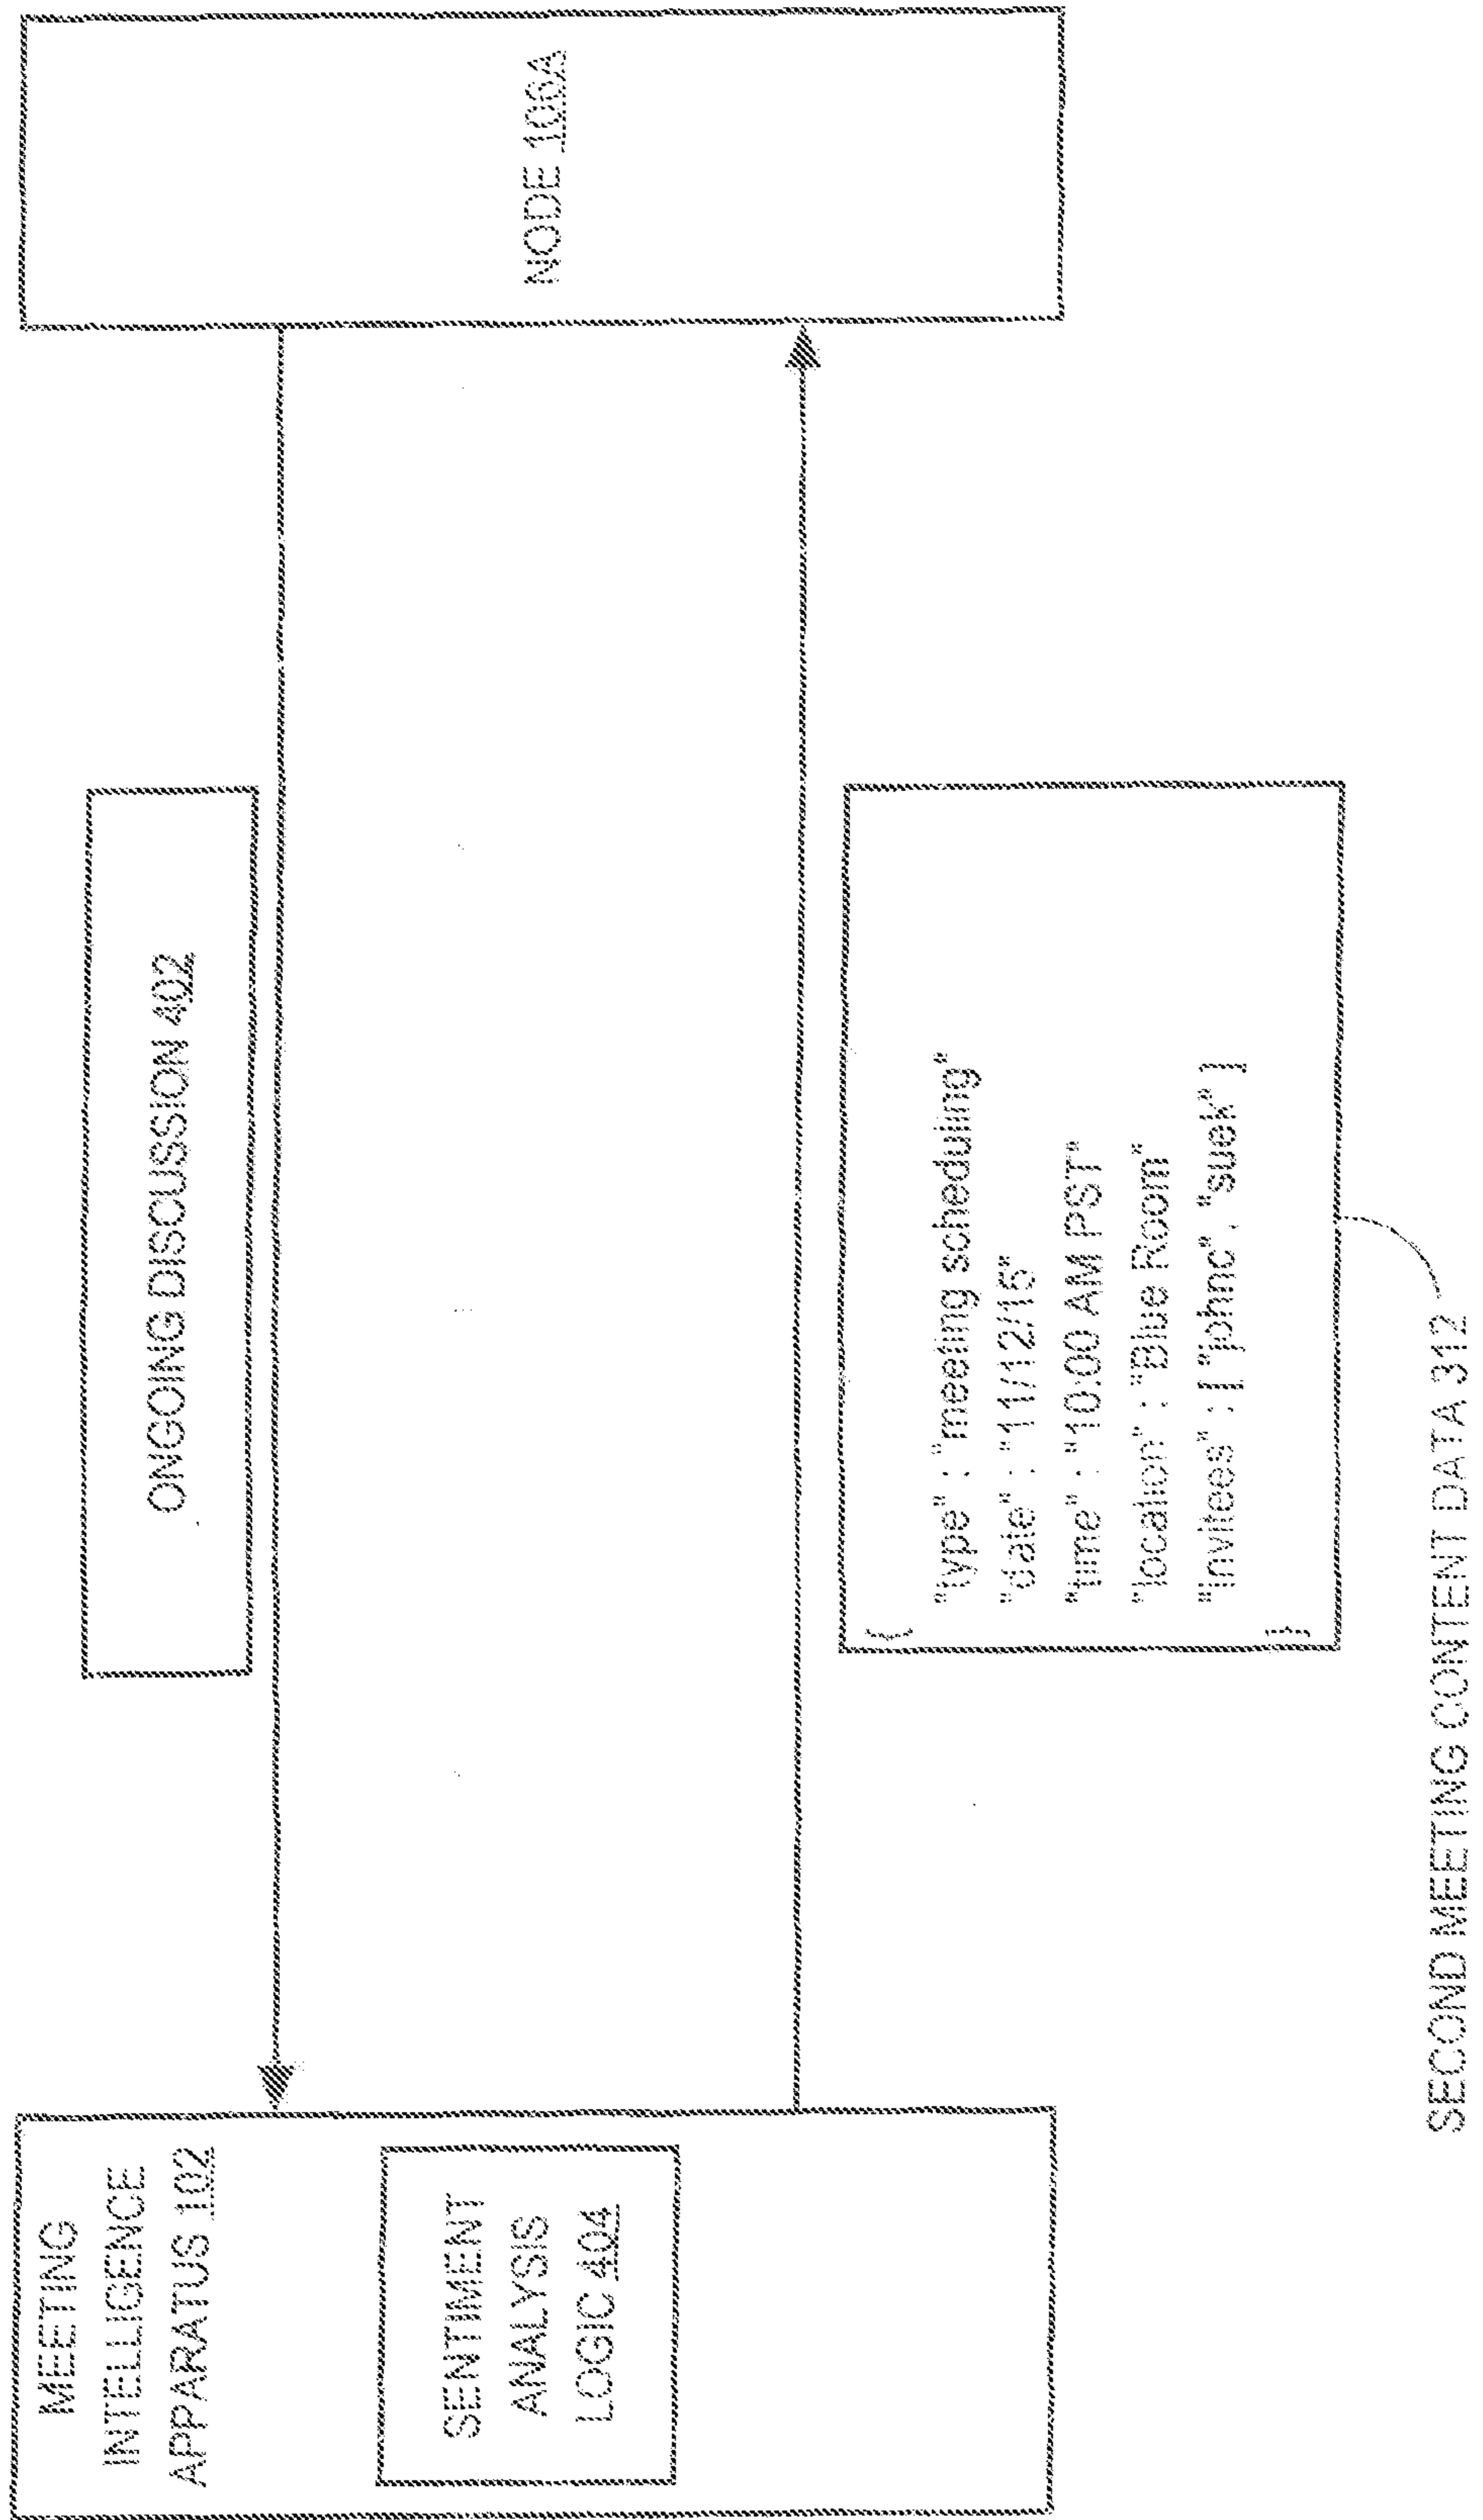 MEETING
INTELLIGENCE
APPARATUS 102
SENTIMENT
ANALYSIS
LOGIC 404
ONGOING DISCUSSION 402
NODE 106A
{
"type" : "meeting scheduling"
"date" : "11/12/15"
"time" : "10:00 AM PST"
"location" : "Blue Room"
"invitees" : [ "johnc" , "suek" ]
}
SECOND MEETING CONTENT DATA 312